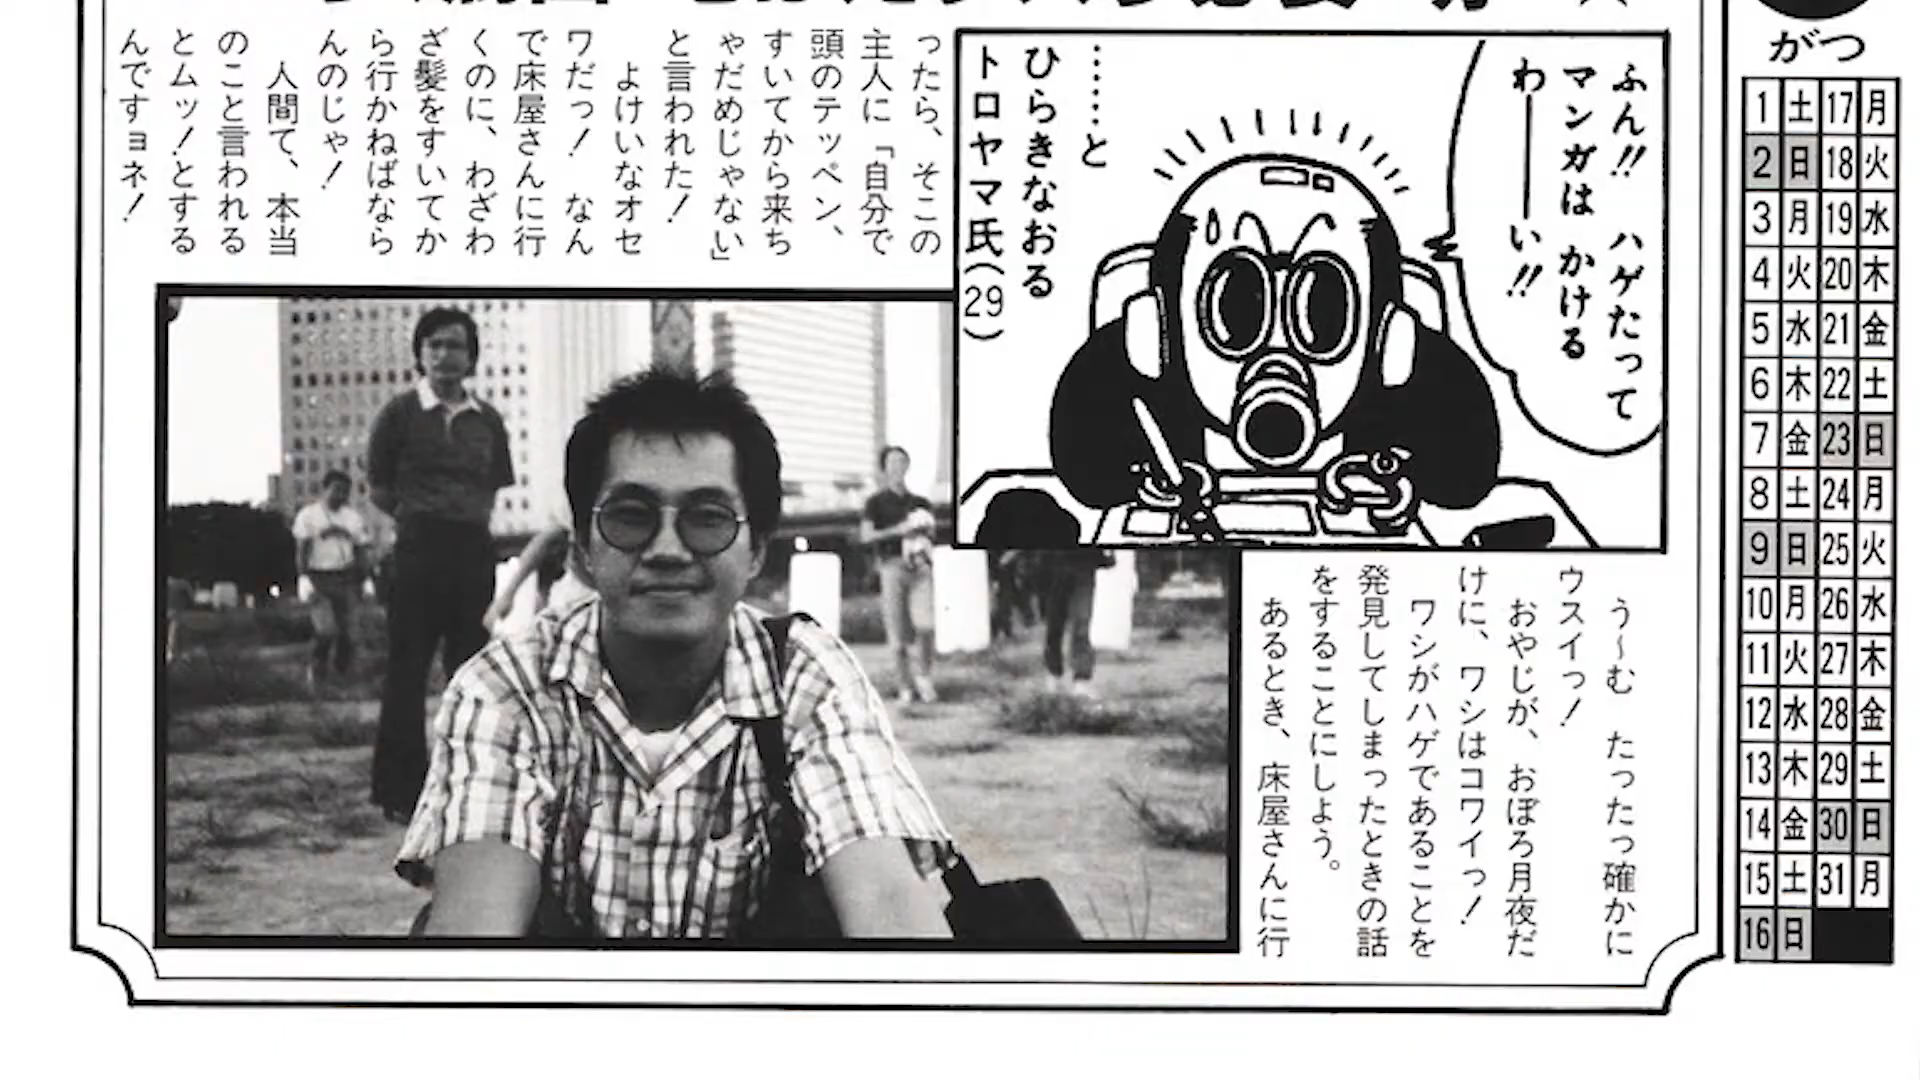 ふん!! ハゲたって
マンガは かける
わ――い!!
……と
ひらきなおる
トロヤマ氏(29)
う〜む たったっ確かに
ウスイっ!
おやじが、おぼろ月夜だ
けに、ワシはコワイっ!
ワシがハゲであることを
発見してしまったときの話
をすることにしよう。
あるとき、床屋さんに行
ったら、そこの
主人に「自分で
頭のテッペン、
すいてから来ち
ゃだめじゃない」
と言われた!
よけいなオセ
ワだっ! なん
で床屋さんに行
くのに、わざわ
ざ髪をすいてか
ら行かねばなら
んのじゃ!
人間て、本当
のこと言われる
とムッ!とする
んですョネ!
がつ
1 土 17 月
2 日 18 火
3 月 19 水
4 火 20 木
5 水 21 金
6 木 22 土
7 金 23 日
8 土 24 月
9 日 25 火
10 月 26 水
11 火 27 木
12 水 28 金
13 木 29 土
14 金 30 日
15 土 31 月
16 日